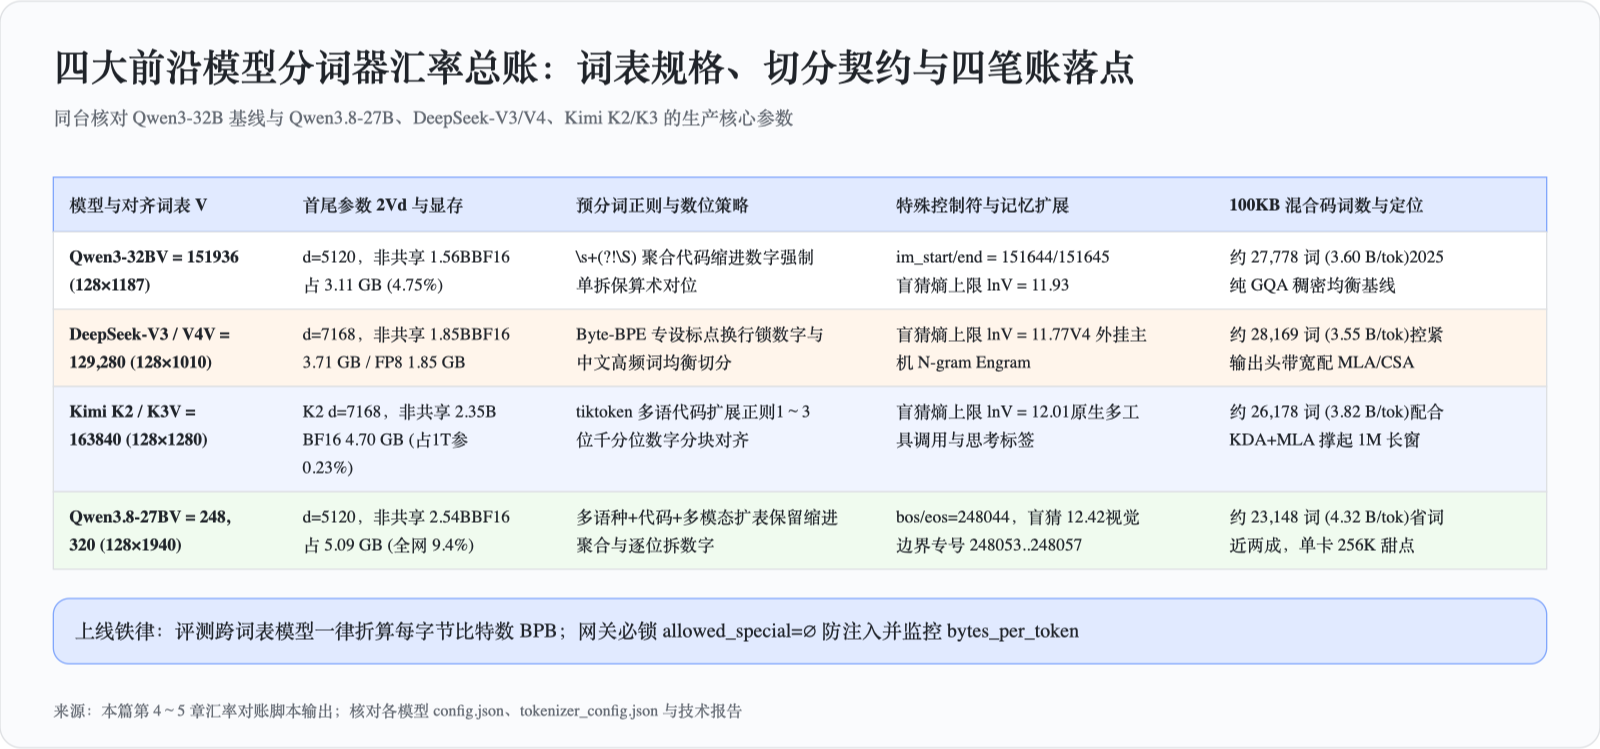 四大前沿模型分词器汇率总账：词表规格、切分契约与四笔账落点
同台核对 Qwen3-32B 基线与 Qwen3.8-27B、DeepSeek-V3/V4、Kimi K2/K3 的生产核心参数
模型与对齐词表 V
首尾参数 2Vd 与显存
预分词正则与数位策略
特殊控制符与记忆扩展
100KB 混合码词数与定位
Qwen3-32BV = 151936
(128×1187)
d=5120，非共享 1.56BBF16
占 3.11 GB (4.75%)
\s+(?!\S) 聚合代码缩进数字强制
单拆保算术对位
im_start/end = 151644/151645
盲猜熵上限 lnV = 11.93
约 27,778 词 (3.60 B/tok)2025
纯 GQA 稠密均衡基线
DeepSeek-V3 / V4V =
129,280 (128×1010)
d=7168，非共享 1.85BBF16
3.71 GB / FP8 1.85 GB
Byte-BPE 专设标点换行锁数字与
中文高频词均衡切分
盲猜熵上限 lnV = 11.77V4 外挂主
机 N-gram Engram
约 28,169 词 (3.55 B/tok)控紧
输出头带宽配 MLA/CSA
Kimi K2 / K3V =
163840 (128×1280)
K2 d=7168，非共享 2.35B
BF16 4.70 GB (占1T参
0.23%)
tiktoken 多语代码扩展正则1~3
位千分位数字分块对齐
盲猜熵上限 lnV = 12.01原生多工
具调用与思考标签
约 26,178 词 (3.82 B/tok)配合
KDA+MLA 撑起 1M 长窗
Qwen3.8-27BV = 248,
320 (128×1940)
d=5120，非共享 2.54BBF16
占 5.09 GB (全网 9.4%)
多语种+代码+多模态扩表保留缩进
聚合与逐位拆数字
bos/eos=248044，盲猜 12.42视觉
边界专号 248053..248057
约 23,148 词 (4.32 B/tok)省词
近两成，单卡 256K 甜点
上线铁律：评测跨词表模型一律折算每字节比特数 BPB；网关必锁 allowed_special=∅ 防注入并监控 bytes_per_token
来源：本篇第 4~5 章汇率对账脚本输出；核对各模型 config.json、tokenizer_config.json 与技术报告